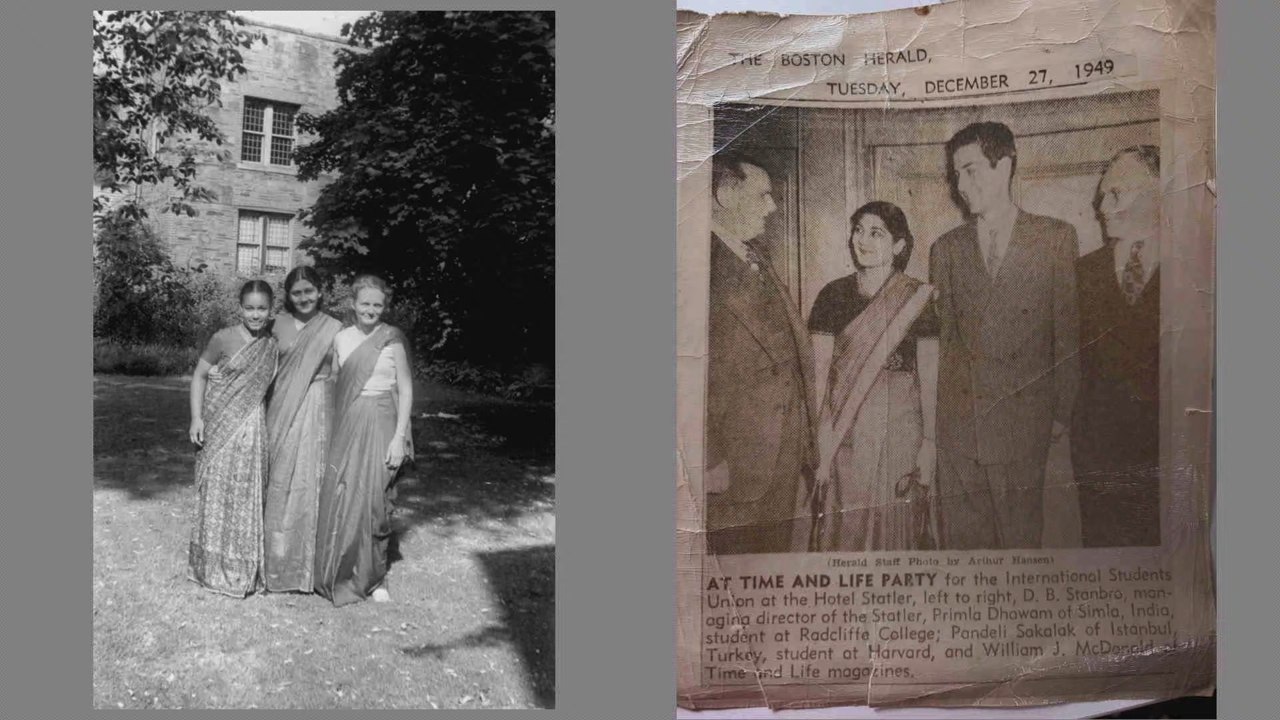 THE BOSTON HERALD,
TUESDAY, DECEMBER 27, 1949
(Herald Staff Photo by Arthur Hansen)
AT TIME AND LIFE PARTY for the International Students
Union at the Hotel Statler, left to right, D. B. Stanbro, man-
aging director of the Statler, Primla Dhawam of Simla, India,
student at Radcliffe College; Pandeli Sakalak of Istanbul,
Turkey, student at Harvard, and William J. McDonald of
Time and Life magazines.